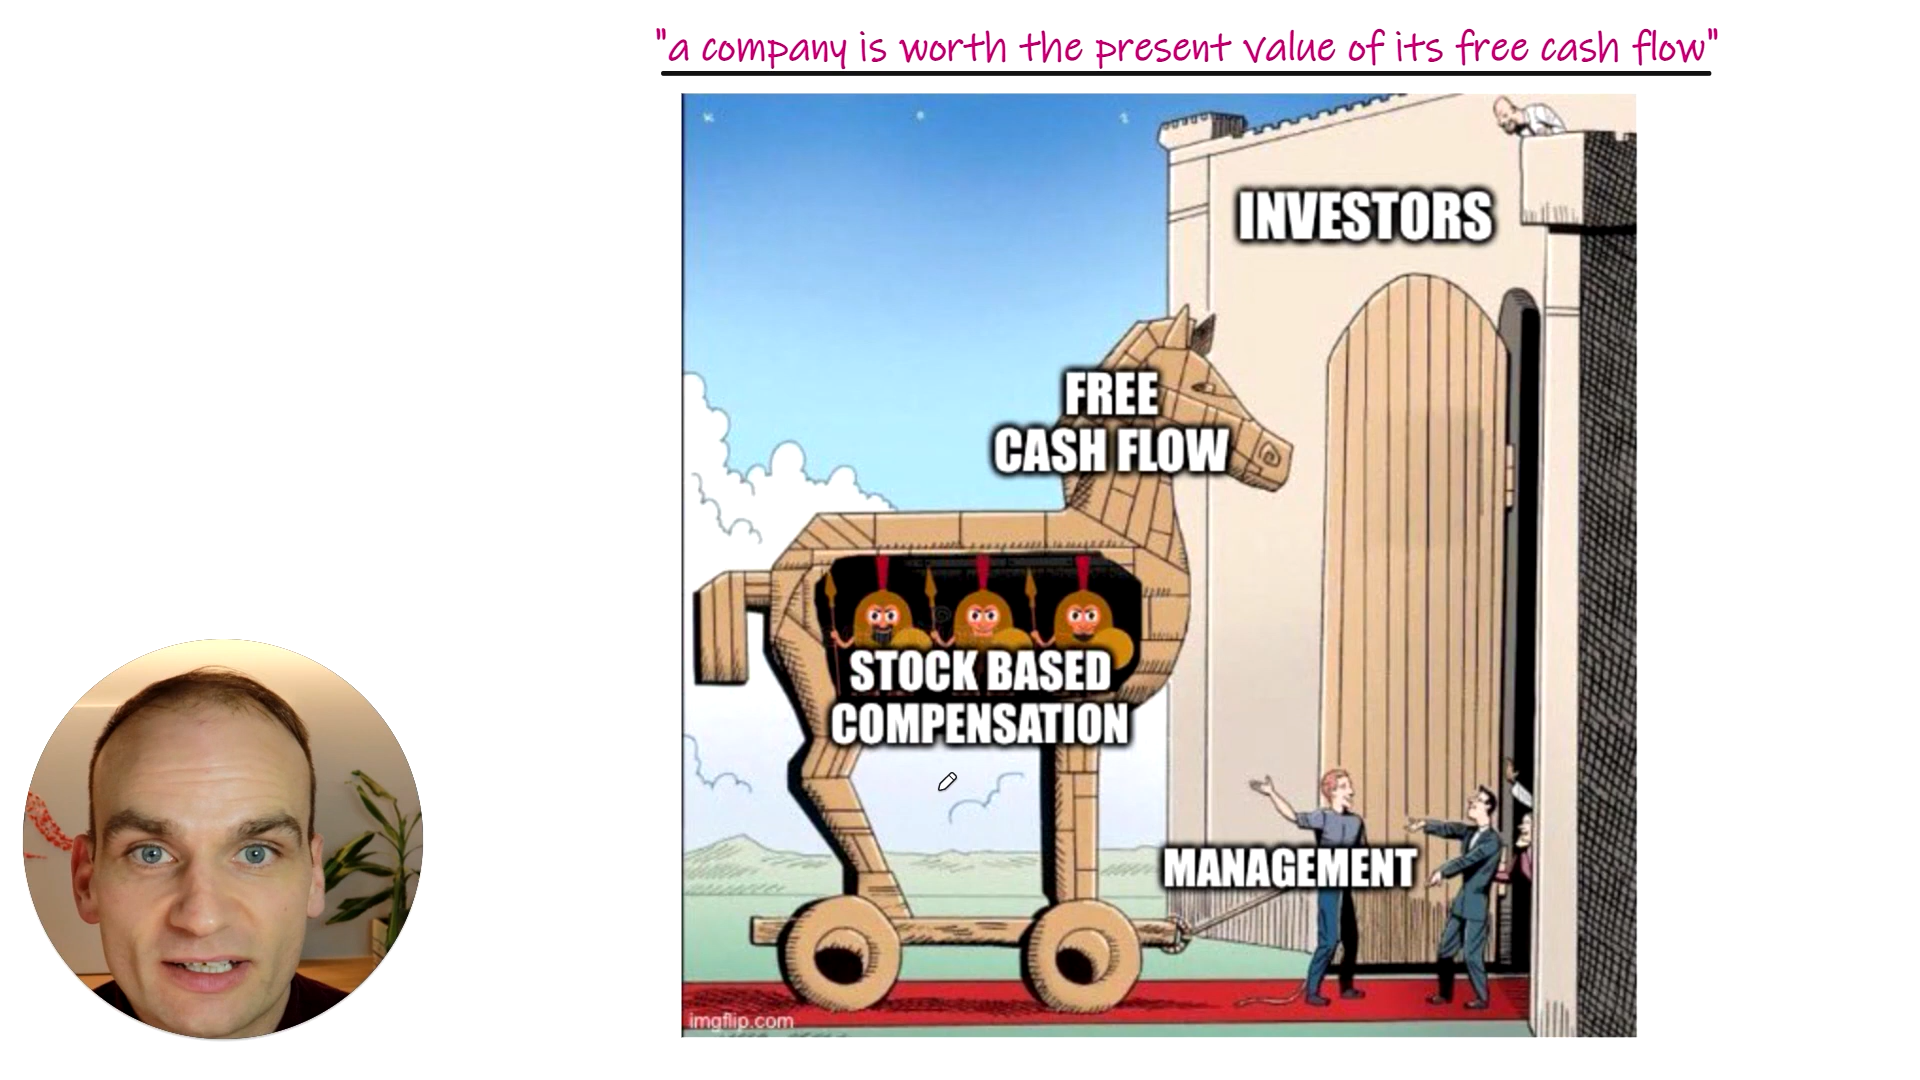 "a company is worth the present value of its free cash flow"
INVESTORS
FREE
CASH FLOW
STOCK BASED
COMPENSATION
MANAGEMENT
imgflip.com